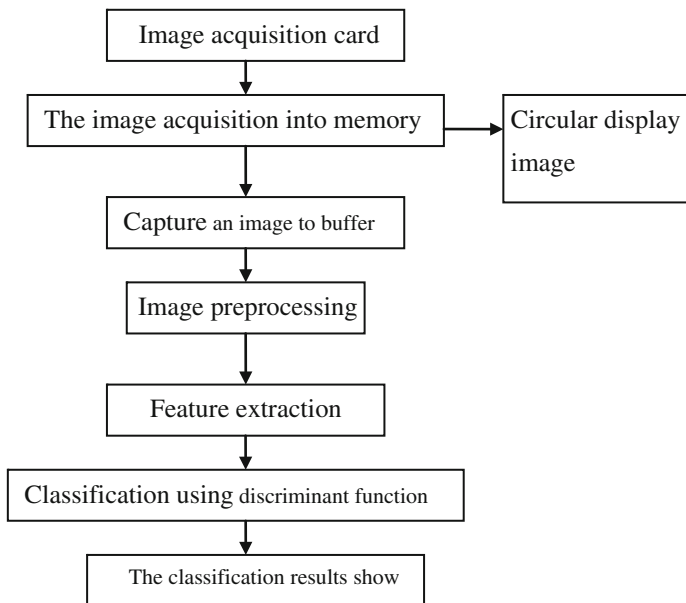 Image acquisition card
The image acquisition into memory
Circular display
image
Capture an image to buffer
Image preprocessing
Feature extraction
Classification using discriminant function
The classification results show